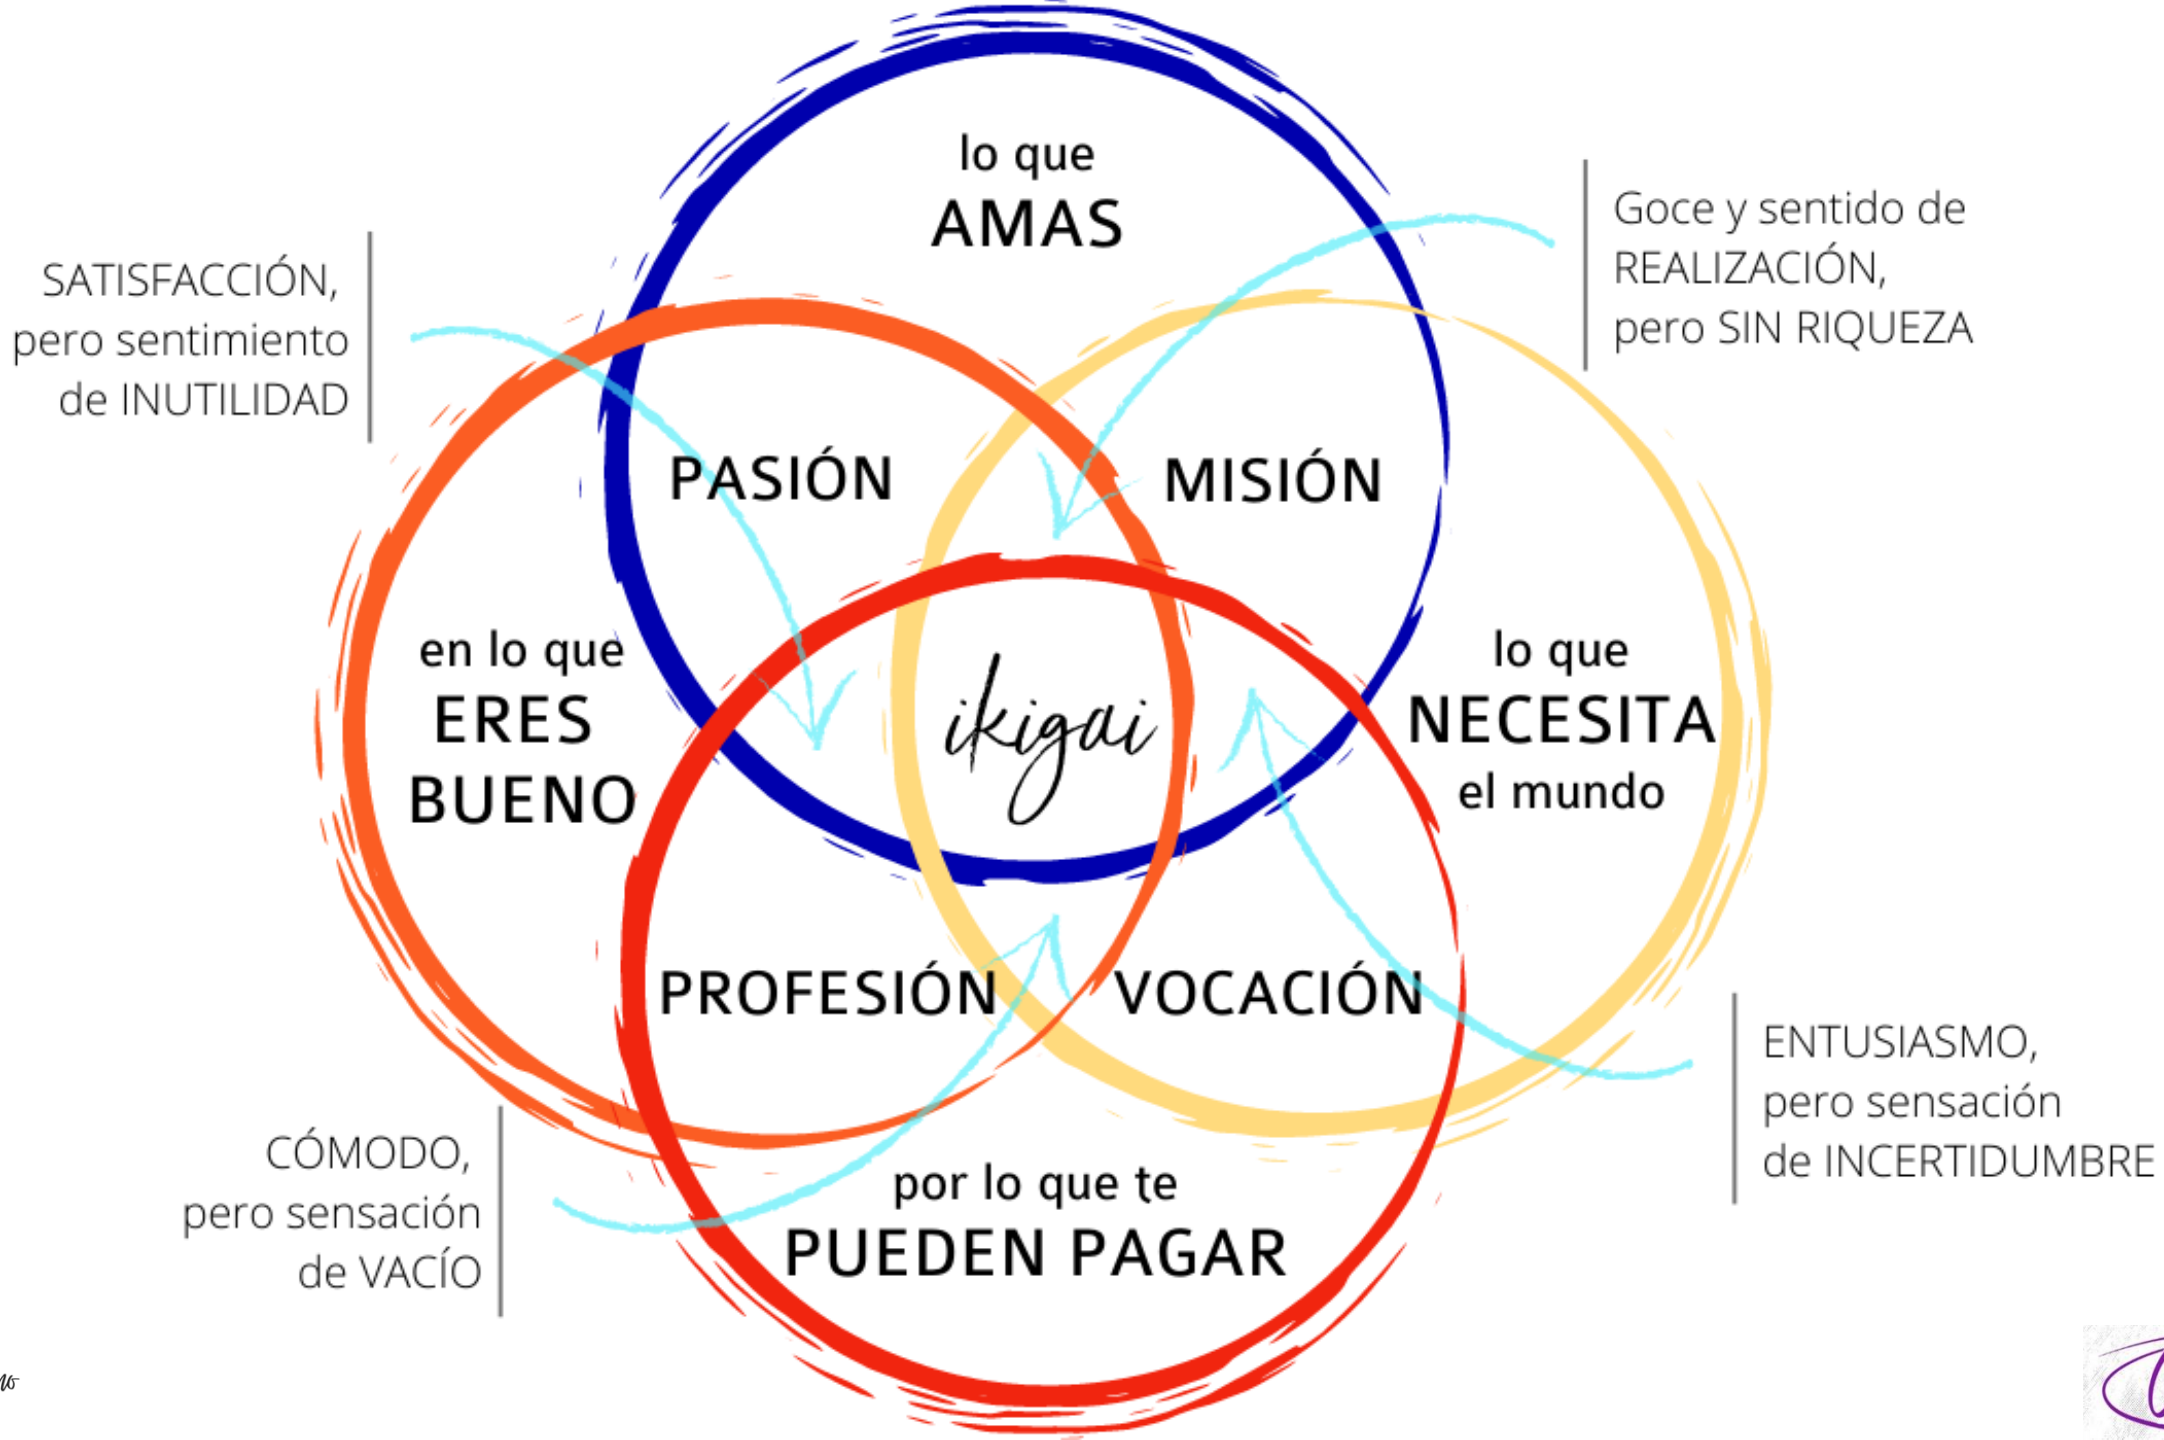 lo que
AMAS
Goce y sentido de
REALIZACIÓN,
pero SIN RIQUEZA
SATISFACCIÓN,
pero sentimiento
de INUTILIDAD
PASIÓN
MISIÓN
en lo que
ERES
BUENO
ikigai
lo que
NECESITA
el mundo
PROFESIÓN
VOCACIÓN
ENTUSIASMO,
pero sensación
de INCERTIDUMBRE
CÓMODO,
pero sensación
de VACÍO
por lo que te
PUEDEN PAGAR